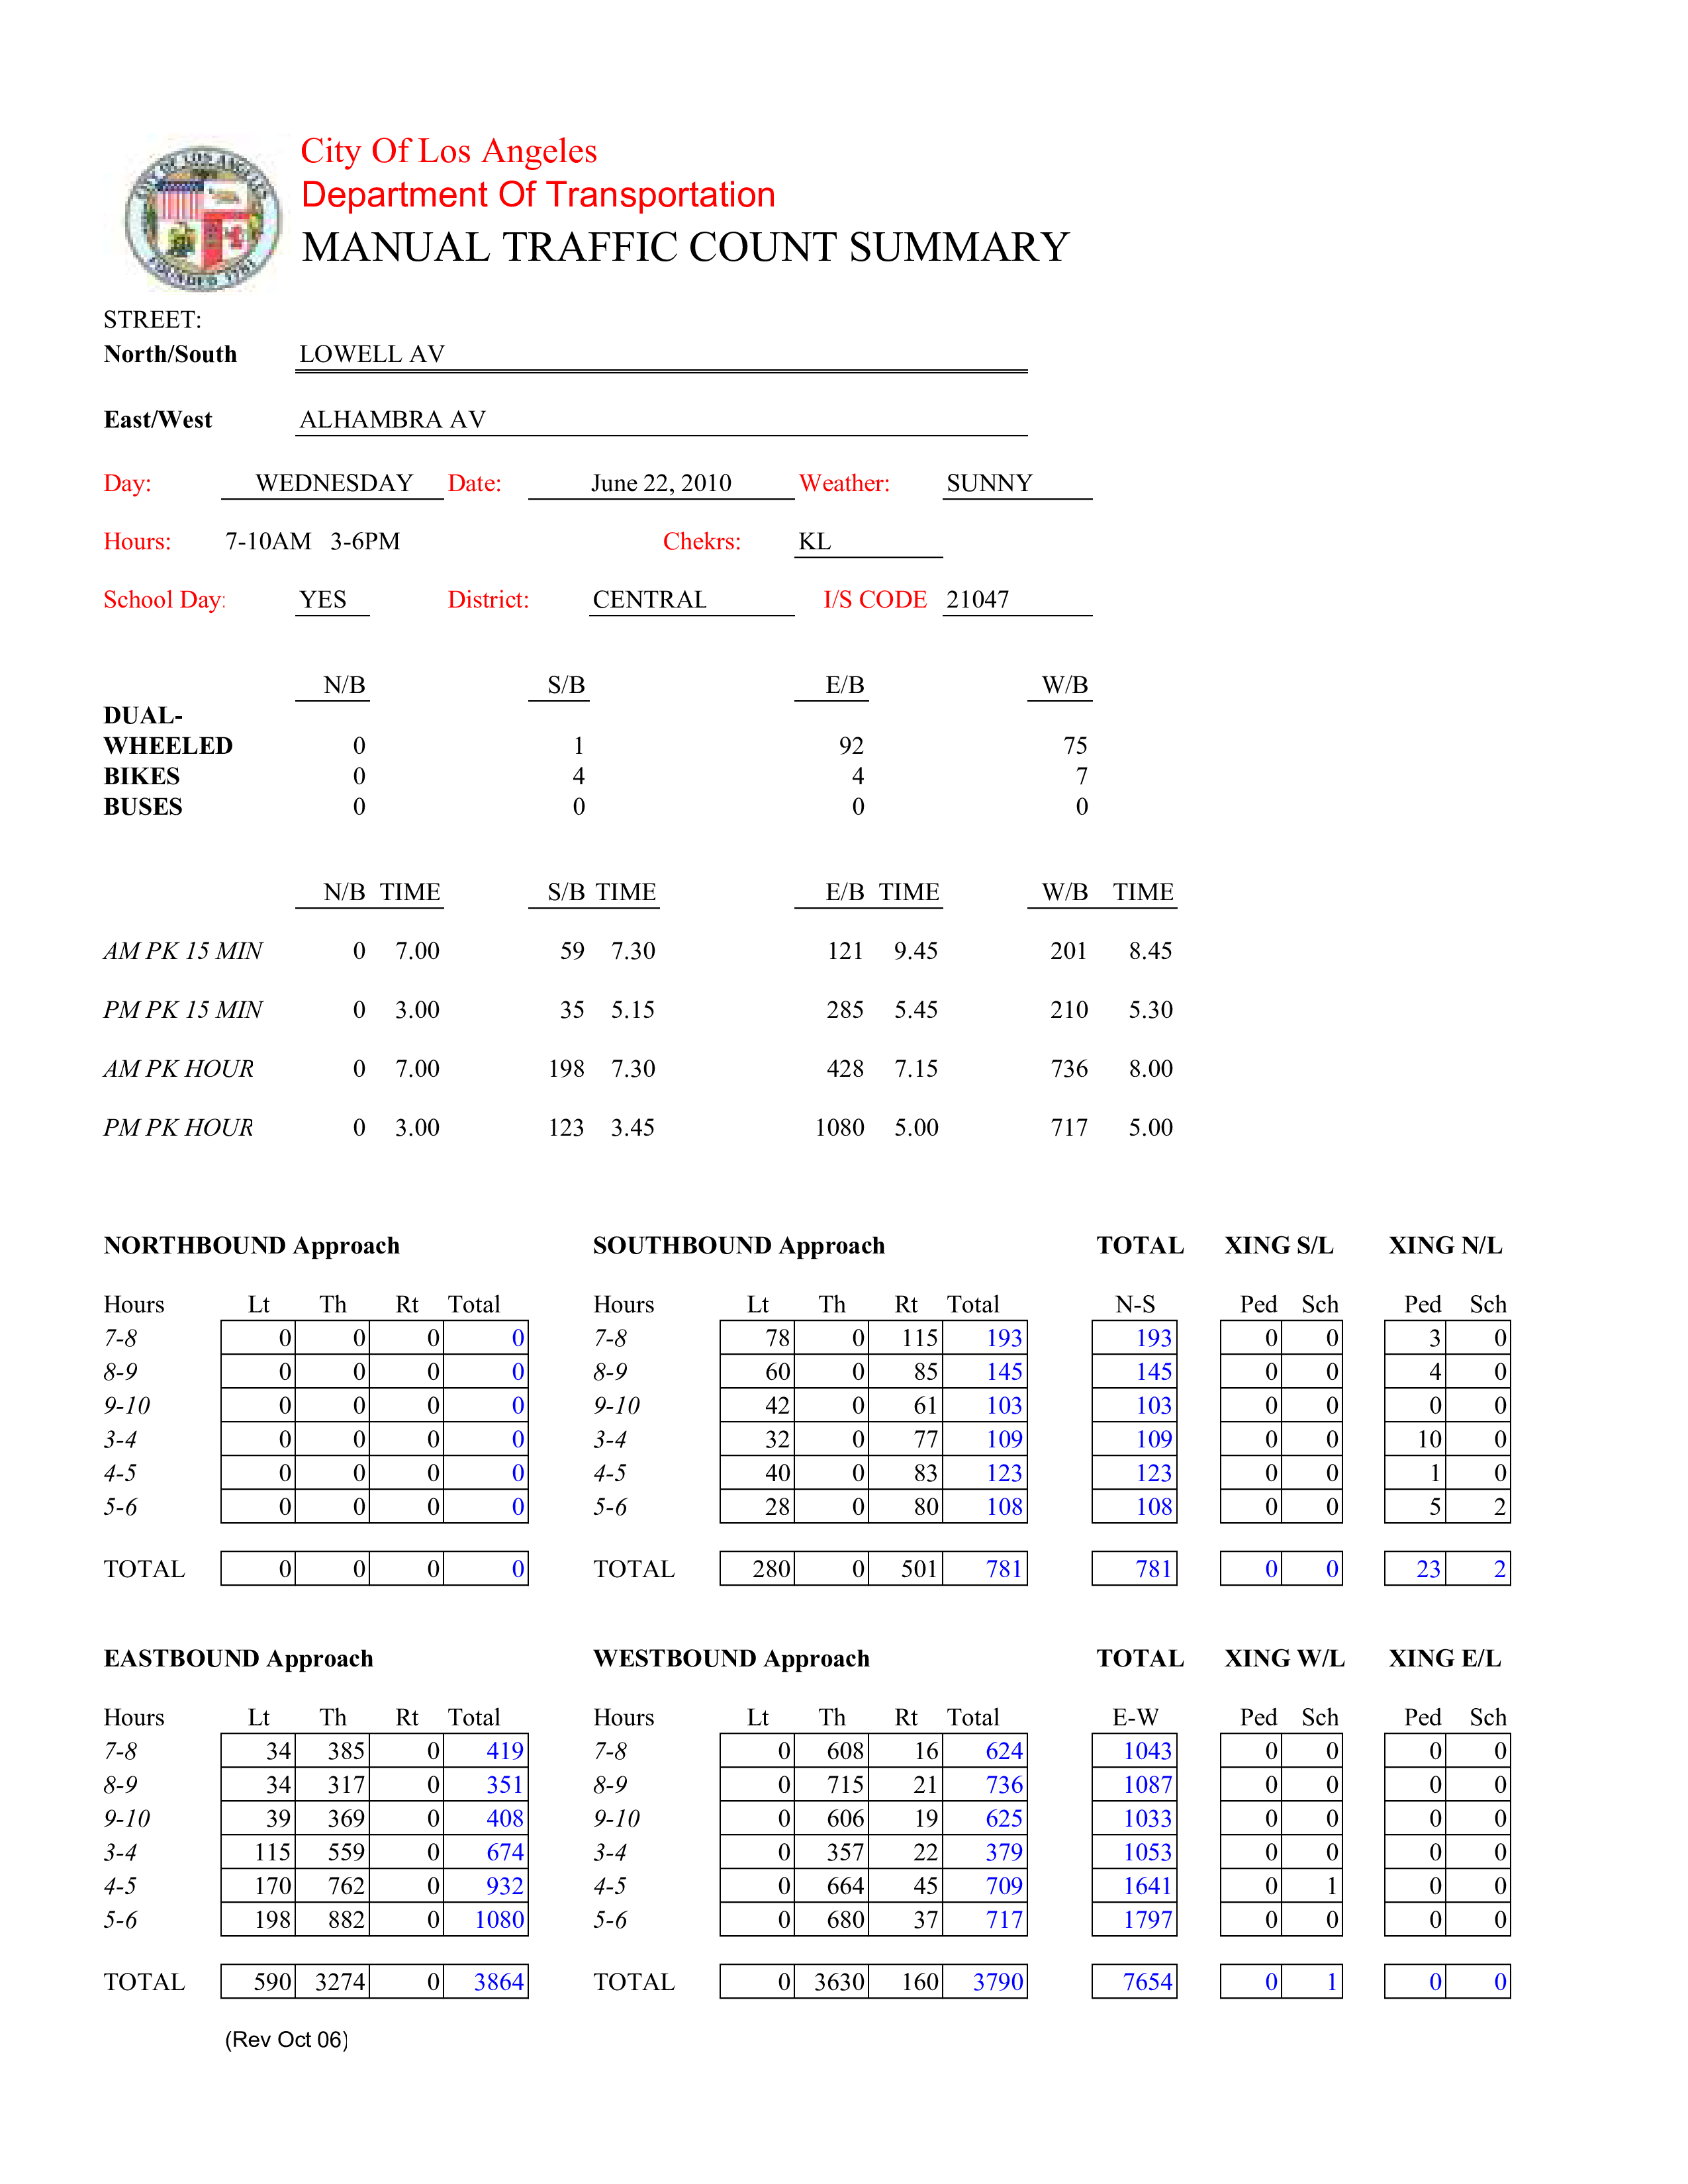 City Of Los Angeles
Department Of Transportation
MANUAL TRAFFIC COUNT SUMMARY
STREET:
North/South LOWELL AV
East/West ALHAMBRA AV
Day: WEDNESDAY Date: June 22, 2010 Weather: SUNNY
Hours: 7-10AM 3-6PM Chekrs: KL
School Day: YES District: CENTRAL I/S CODE 21047
N/B S/B E/B W/B
DUAL-
WHEELED 0 1 92 75
BIKES 0 4 4 7
BUSES 0 0 0 0
N/B TIME S/B TIME E/B TIME W/B TIME
AM PK 15 MIN 0 7.00 59 7.30 121 9.45 201 8.45
PM PK 15 MIN 0 3.00 35 5.15 285 5.45 210 5.30
AM PK HOUR 0 7.00 198 7.30 428 7.15 736 8.00
PM PK HOUR 0 3.00 123 3.45 1080 5.00 717 5.00
NORTHBOUND Approach SOUTHBOUND Approach TOTAL XING S/L XING N/L
Hours Lt Th Rt Total Hours Lt Th Rt Total N-S Ped Sch Ped Sch
7-8 0 0 0 0 7-8 78 0 115 193 193 0 0 3 0
8-9 0 0 0 0 8-9 60 0 85 145 145 0 0 4 0
9-10 0 0 0 0 9-10 42 0 61 103 103 0 0 0 0
3-4 0 0 0 0 3-4 32 0 77 109 109 0 0 10 0
4-5 0 0 0 0 4-5 40 0 83 123 123 0 0 1 0
5-6 0 0 0 0 5-6 28 0 80 108 108 0 0 5 2
TOTAL 0 0 0 0 TOTAL 280 0 501 781 781 0 0 23 2
EASTBOUND Approach WESTBOUND Approach TOTAL XING W/L XING E/L
Hours Lt Th Rt Total Hours Lt Th Rt Total E-W Ped Sch Ped Sch
7-8 34 385 0 419 7-8 0 608 16 624 1043 0 0 0 0
8-9 34 317 0 351 8-9 0 715 21 736 1087 0 0 0 0
9-10 39 369 0 408 9-10 0 606 19 625 1033 0 0 0 0
3-4 115 559 0 674 3-4 0 357 22 379 1053 0 0 0 0
4-5 170 762 0 932 4-5 0 664 45 709 1641 0 1 0 0
5-6 198 882 0 1080 5-6 0 680 37 717 1797 0 0 0 0
TOTAL 590 3274 0 3864 TOTAL 0 3630 160 3790 7654 0 1 0 0
(Rev Oct 06)